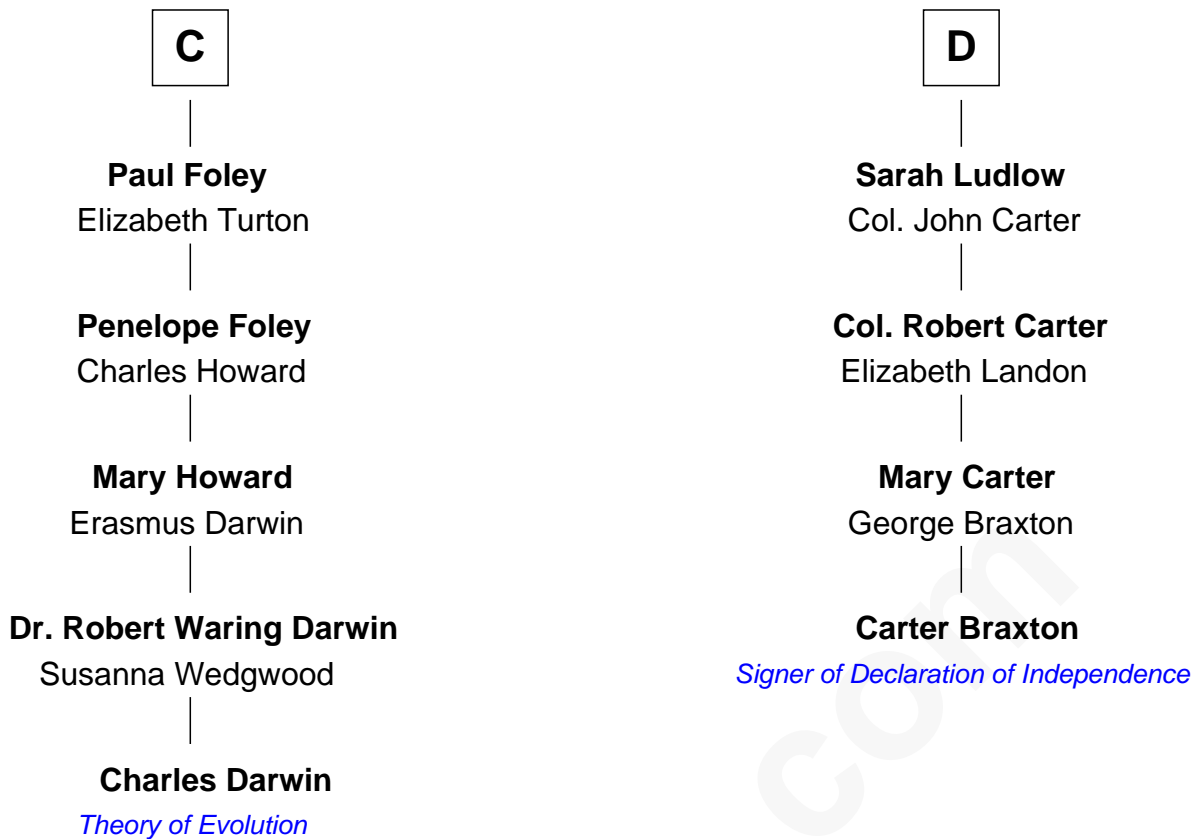 C
Paul Foley
Elizabeth Turton
Penelope Foley
Charles Howard
Mary Howard
Erasmus Darwin
Dr. Robert Waring Darwin
Susanna Wedgwood
Charles Darwin
Theory of Evolution
D
Sarah Ludlow
Col. John Carter
Col. Robert Carter
Elizabeth Landon
Mary Carter
George Braxton
Carter Braxton
Signer of Declaration of Independence
com